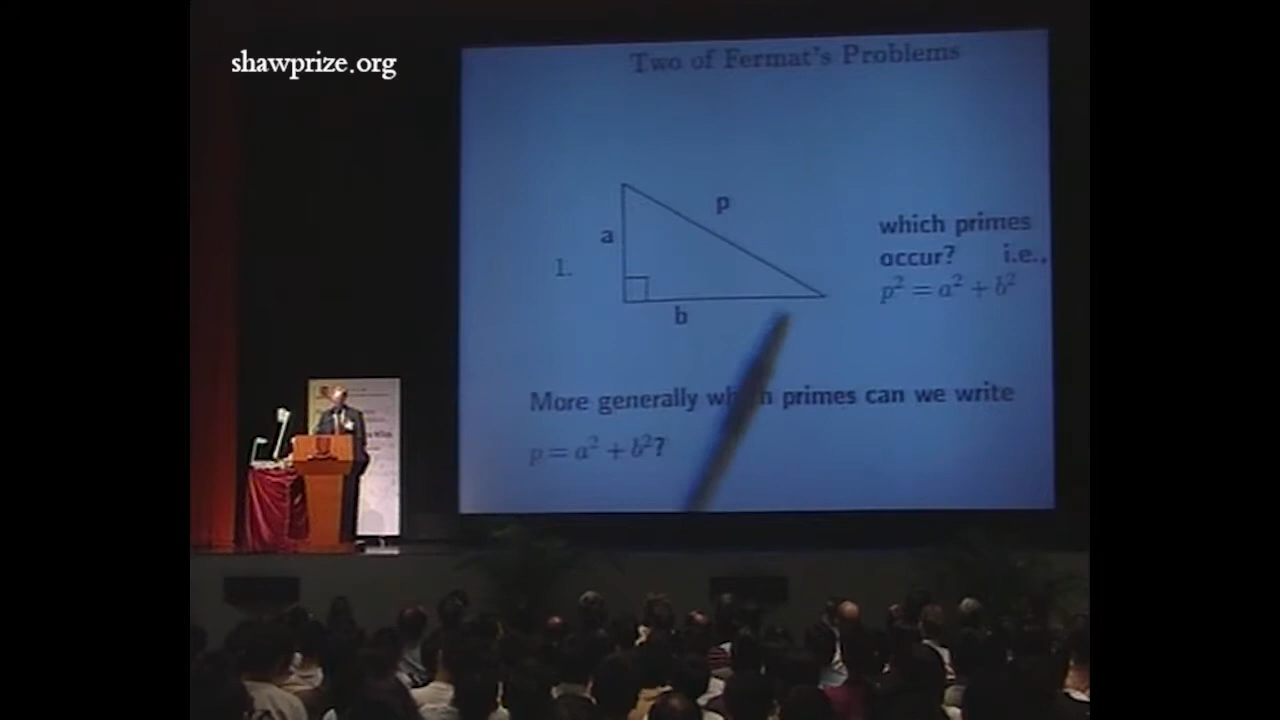 shawprize.org
Two of Fermat's Problems
p
a
1.
b
which primes
occur? i.e.,
p² = a² + b²
More generally which primes can we write
p = a² + b²?